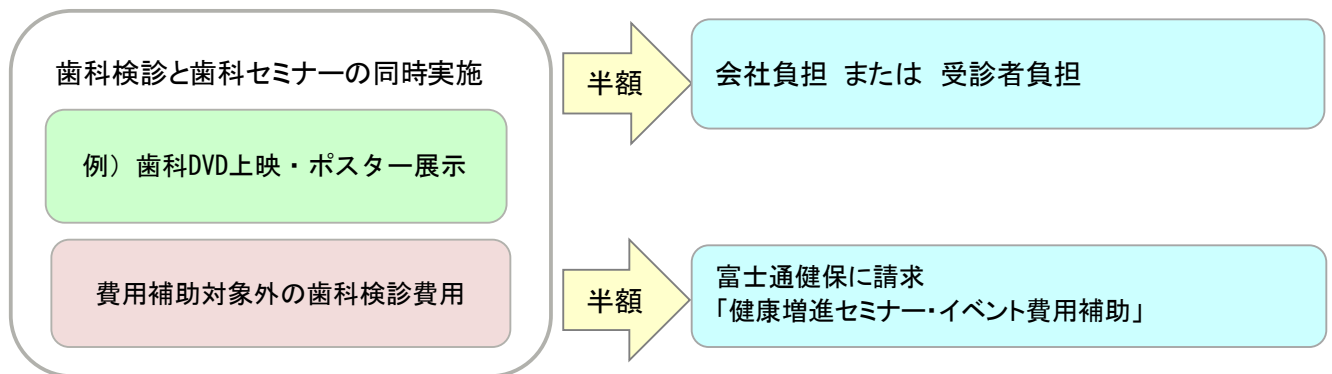 歯科検診と歯科セミナーの同時実施
例）歯科DVD上映・ポスター展示
費用補助対象外の歯科検診費用
半額
会社負担 または 受診者負担
半額
富士通健保に請求
「健康増進セミナー・イベント費用補助」